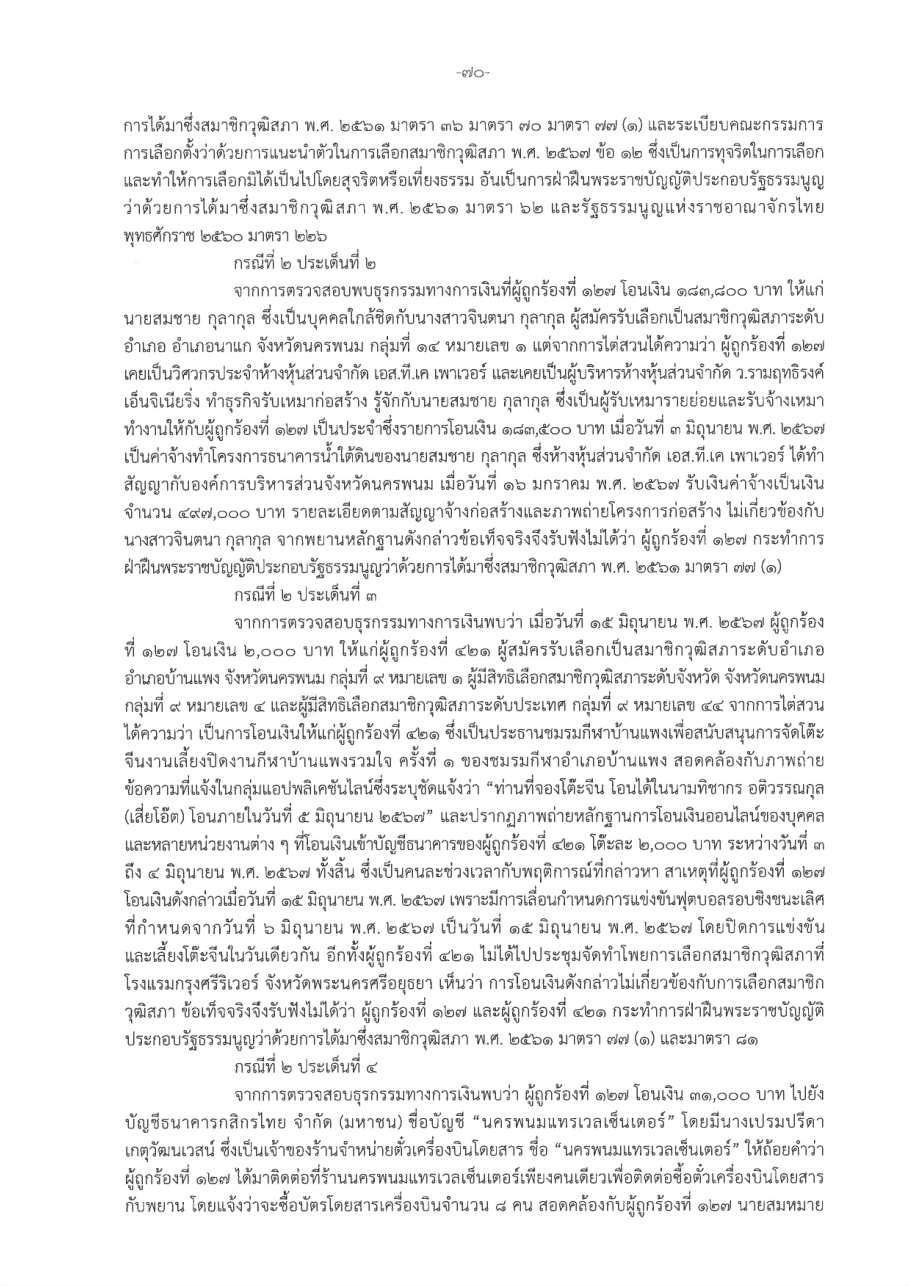 -๗๐-
การได้มาซึ่งสมาชิกวุฒิสภา พ.ศ. ๒๕๖๑ มาตรา ๓๖ มาตรา ๗๐ มาตรา ๗๗ (๑) และระเบียบคณะกรรมการ
การเลือกตั้งว่าด้วยการแนะนำตัวในการเลือกสมาชิกวุฒิสภา พ.ศ. ๒๕๖๗ ข้อ ๑๒ ซึ่งเป็นการทุจริตในการเลือก
และทำให้การเลือกมิได้เป็นไปโดยสุจริตหรือเที่ยงธรรม อันเป็นการฝ่าฝืนพระราชบัญญัติประกอบรัฐธรรมนูญ
ว่าด้วยการได้มาซึ่งสมาชิกวุฒิสภา พ.ศ. ๒๕๖๑ มาตรา ๖๒ และรัฐธรรมนูญแห่งราชอาณาจักรไทย
พุทธศักราช ๒๕๖๐ มาตรา ๒๒๖
กรณีที่ ๒ ประเด็นที่ ๒
จากการตรวจสอบพบธุรกรรมทางการเงินที่ผู้ถูกร้องที่ ๑๒๗ โอนเงิน ๑๘๓,๘๐๐ บาท ให้แก่
นายสมชาย กุลากุล ซึ่งเป็นบุคคลใกล้ชิดกับนางสาวจินตนา กุลากุล ผู้สมัครรับเลือกเป็นสมาชิกวุฒิสภาระดับ
อำเภอ อำเภอนาแก จังหวัดนครพนม กลุ่มที่ ๑๔ หมายเลข ๑ แต่จากการไต่สวนได้ความว่า ผู้ถูกร้องที่ ๑๒๗
เคยเป็นวิศวกรประจำห้างหุ้นส่วนจำกัด เอส.ที.เค เพาเวอร์ และเคยเป็นผู้บริหารห้างหุ้นส่วนจำกัด ว.รามฤทธิรงค์
เอ็นจิเนียริ่ง ทำธุรกิจรับเหมาก่อสร้าง รู้จักกับนายสมชาย กุลากุล ซึ่งเป็นผู้รับเหมารายย่อยและรับจ้างเหมา
ทำงานให้กับผู้ถูกร้องที่ ๑๒๗ เป็นประจำซึ่งรายการโอนเงิน ๑๘๓,๕๐๐ บาท เมื่อวันที่ ๓ มิถุนายน พ.ศ. ๒๕๖๗
เป็นค่าจ้างทำโครงการธนาคารน้ำใต้ดินของนายสมชาย กุลากุล ซึ่งห้างหุ้นส่วนจำกัด เอส.ที.เค เพาเวอร์ ได้ทำ
สัญญากับองค์การบริหารส่วนจังหวัดนครพนม เมื่อวันที่ ๑๖ มกราคม พ.ศ. ๒๕๖๗ รับเงินค่าจ้างเป็นเงิน
จำนวน ๔๙๗,๐๐๐ บาท รายละเอียดตามสัญญาจ้างก่อสร้างและภาพถ่ายโครงการก่อสร้าง ไม่เกี่ยวข้องกับ
นางสาวจินตนา กุลากุล จากพยานหลักฐานดังกล่าวข้อเท็จจริงจึงรับฟังไม่ได้ว่า ผู้ถูกร้องที่ ๑๒๗ กระทำการ
ฝ่าฝืนพระราชบัญญัติประกอบรัฐธรรมนูญว่าด้วยการได้มาซึ่งสมาชิกวุฒิสภา พ.ศ. ๒๕๖๑ มาตรา ๗๗ (๑)
กรณีที่ ๒ ประเด็นที่ ๓
จากการตรวจสอบธุรกรรมทางการเงินพบว่า เมื่อวันที่ ๑๕ มิถุนายน พ.ศ. ๒๕๖๗ ผู้ถูกร้อง
ที่ ๑๒๗ โอนเงิน ๒,๐๐๐ บาท ให้แก่ผู้ถูกร้องที่ ๔๒๑ ผู้สมัครรับเลือกเป็นสมาชิกวุฒิสภาระดับอำเภอ
อำเภอบ้านแพง จังหวัดนครพนม กลุ่มที่ ๙ หมายเลข ๑ ผู้มีสิทธิเลือกสมาชิกวุฒิสภาระดับจังหวัด จังหวัดนครพนม
กลุ่มที่ ๙ หมายเลข ๔ และผู้มีสิทธิเลือกสมาชิกวุฒิสภาระดับประเทศ กลุ่มที่ ๙ หมายเลข ๔๔ จากการไต่สวน
ได้ความว่า เป็นการโอนเงินให้แก่ผู้ถูกร้องที่ ๔๒๑ ซึ่งเป็นประธานชมรมกีฬาบ้านแพงเพื่อสนับสนุนการจัดโต๊ะ
จีนงานเลี้ยงปิดงานกีฬาบ้านแพงรวมใจ ครั้งที่ ๑ ของชมรมกีฬาอำเภอบ้านแพง สอดคล้องกับภาพถ่าย
ข้อความที่แจ้งในกลุ่มแอปพลิเคชันไลน์ซึ่งระบุชัดแจ้งว่า “ท่านที่จองโต๊ะจีน โอนได้ในนามทิชากร อติวรรณกุล
(เสี่ยโอ๊ต) โอนภายในวันที่ ๕ มิถุนายน ๒๕๖๗” และปรากฏภาพถ่ายหลักฐานการโอนเงินออนไลน์ของบุคคล
และหลายหน่วยงานต่าง ๆ ที่โอนเงินเข้าบัญชีธนาคารของผู้ถูกร้องที่ ๔๒๑ โต๊ะละ ๒,๐๐๐ บาท ระหว่างวันที่ ๓
ถึง ๔ มิถุนายน พ.ศ. ๒๕๖๗ ทั้งสิ้น ซึ่งเป็นคนละช่วงเวลากับพฤติการณ์ที่กล่าวหา สาเหตุที่ผู้ถูกร้องที่ ๑๒๗
โอนเงินดังกล่าวเมื่อวันที่ ๑๕ มิถุนายน พ.ศ. ๒๕๖๗ เพราะมีการเลื่อนกำหนดการแข่งขันฟุตบอลรอบชิงชนะเลิศ
ที่กำหนดจากวันที่ ๖ มิถุนายน พ.ศ. ๒๕๖๗ เป็นวันที่ ๑๕ มิถุนายน พ.ศ. ๒๕๖๗ โดยปิดการแข่งขัน
และเลี้ยงโต๊ะจีนในวันเดียวกัน อีกทั้งผู้ถูกร้องที่ ๔๒๑ ไม่ได้ไปประชุมจัดทำโพยการเลือกสมาชิกวุฒิสภาที่
โรงแรมกรุงศรีริเวอร์ จังหวัดพระนครศรีอยุธยา เห็นว่า การโอนเงินดังกล่าวไม่เกี่ยวข้องกับการเลือกสมาชิก
วุฒิสภา ข้อเท็จจริงจึงรับฟังไม่ได้ว่า ผู้ถูกร้องที่ ๑๒๗ และผู้ถูกร้องที่ ๔๒๑ กระทำการฝ่าฝืนพระราชบัญญัติ
ประกอบรัฐธรรมนูญว่าด้วยการได้มาซึ่งสมาชิกวุฒิสภา พ.ศ. ๒๕๖๑ มาตรา ๗๗ (๑) และมาตรา ๘๑
กรณีที่ ๒ ประเด็นที่ ๔
จากการตรวจสอบธุรกรรมทางการเงินพบว่า ผู้ถูกร้องที่ ๑๒๗ โอนเงิน ๓๑,๐๐๐ บาท ไปยัง
บัญชีธนาคารกสิกรไทย จำกัด (มหาชน) ชื่อบัญชี “นครพนมแทรเวลเซ็นเตอร์” โดยมีนางเปรมปรีดา
เกตุวัฒนเวสน์ ซึ่งเป็นเจ้าของร้านจำหน่ายตั๋วเครื่องบินโดยสาร ชื่อ “นครพนมแทรเวลเซ็นเตอร์” ให้ถ้อยคำว่า
ผู้ถูกร้องที่ ๑๒๗ ได้มาติดต่อที่ร้านนครพนมแทรเวลเซ็นเตอร์เพียงคนเดียวเพื่อติดต่อซื้อตั๋วเครื่องบินโดยสาร
กับพยาน โดยแจ้งว่าจะซื้อบัตรโดยสารเครื่องบินจำนวน ๘ คน สอดคล้องกับผู้ถูกร้องที่ ๑๒๗ นายสมหมาย